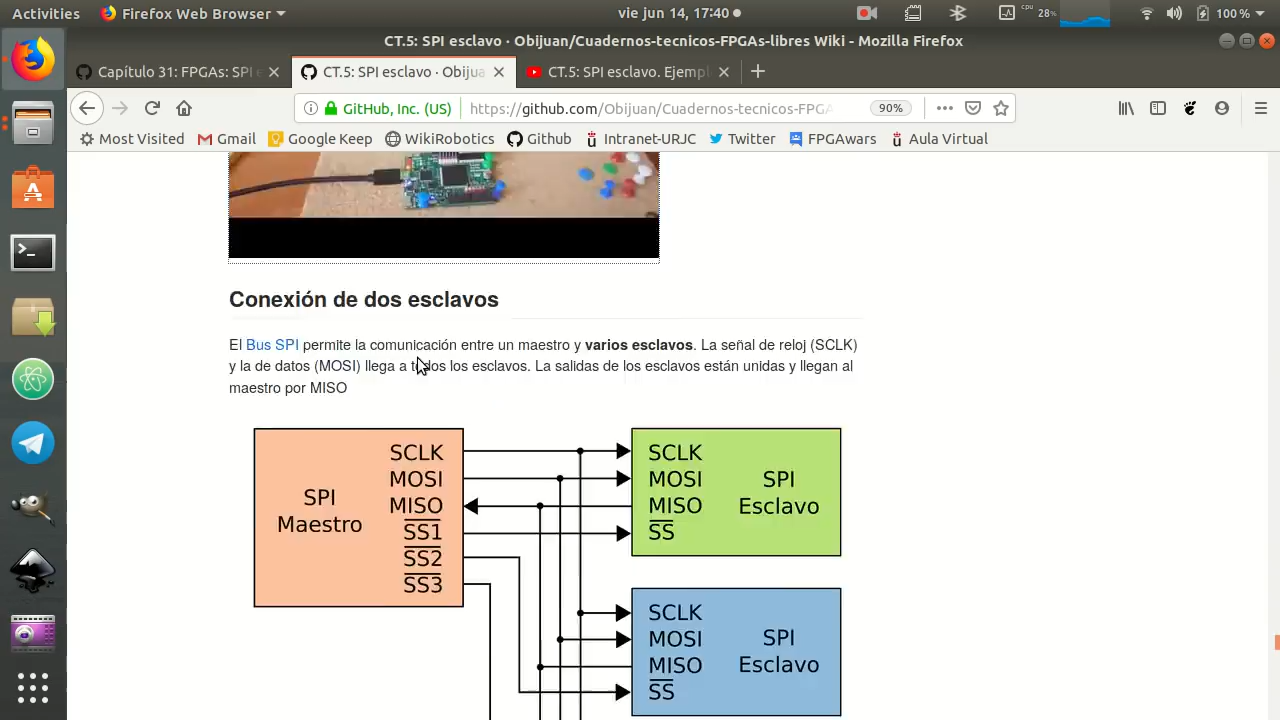 Activities Firefox Web Browser vie jun 14, 17:40 cpu 28% 100 %
CT.5: SPI esclavo · Obijuan/Cuadernos-tecnicos-FPGAs-libres Wiki - Mozilla Firefox
Capítulo 31: FPGAs: SPI e CT.5: SPI esclavo · Obijua CT.5: SPI esclavo. Ejempl
GitHub, Inc. (US) https://github.com/Obijuan/Cuadernos-tecnicos-FPGA 90%
Most Visited Gmail Google Keep WikiRobotics Github Intranet-URJC Twitter FPGAwars Aula Virtual
Conexión de dos esclavos
El Bus SPI permite la comunicación entre un maestro y varios esclavos. La señal de reloj (SCLK)
y la de datos (MOSI) llega a todos los esclavos. La salidas de los esclavos están unidas y llegan al
maestro por MISO
SPI
Maestro
SCLK
MOSI
MISO
SS1
SS2
SS3
SCLK
MOSI
MISO
SS
SPI
Esclavo
SCLK
MOSI
MISO
SS
SPI
Esclavo